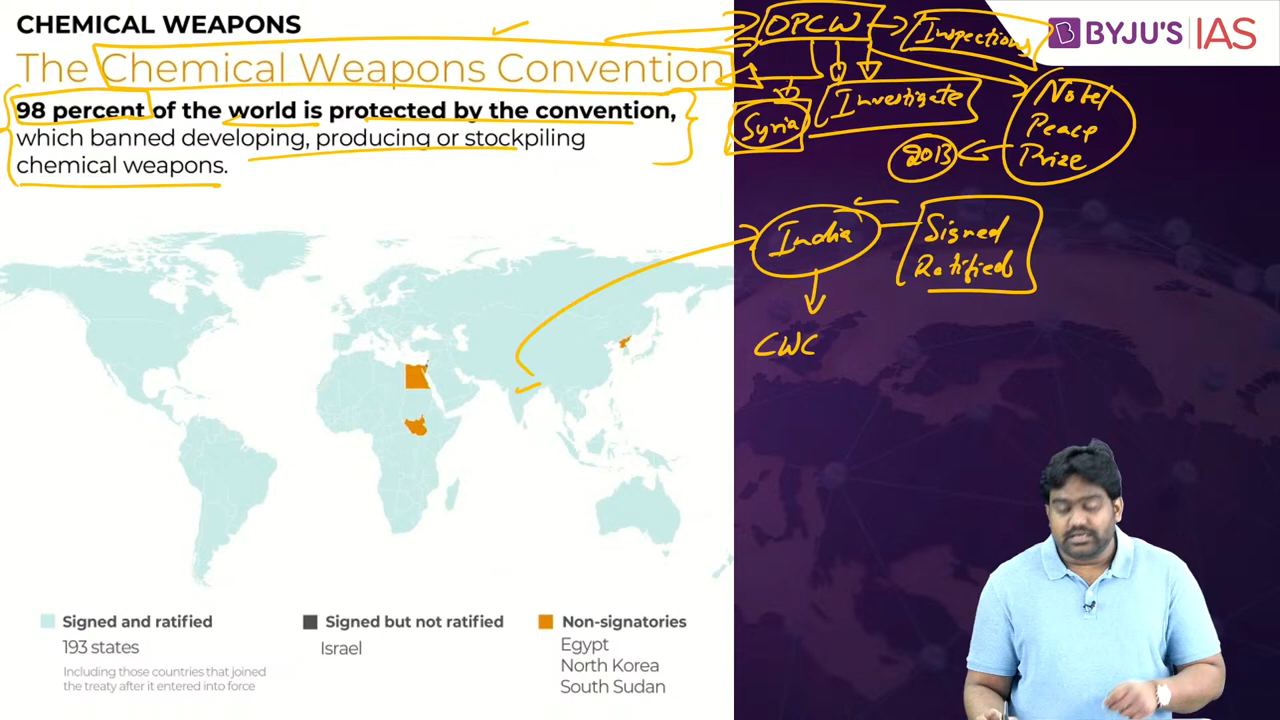 CHEMICAL WEAPONS
The Chemical Weapons Convention
98 percent of the world is protected by the convention,
which banned developing, producing or stockpiling
chemical weapons.
OPCW
Inspections
Syria
Investigate
Nobel
Peace
Prize
2013
India
Signed
Ratified
CWC
BYJU'S IAS
Signed and ratified
193 states
Including those countries that joined
the treaty after it entered into force
Signed but not ratified
Israel
Non-signatories
Egypt
North Korea
South Sudan